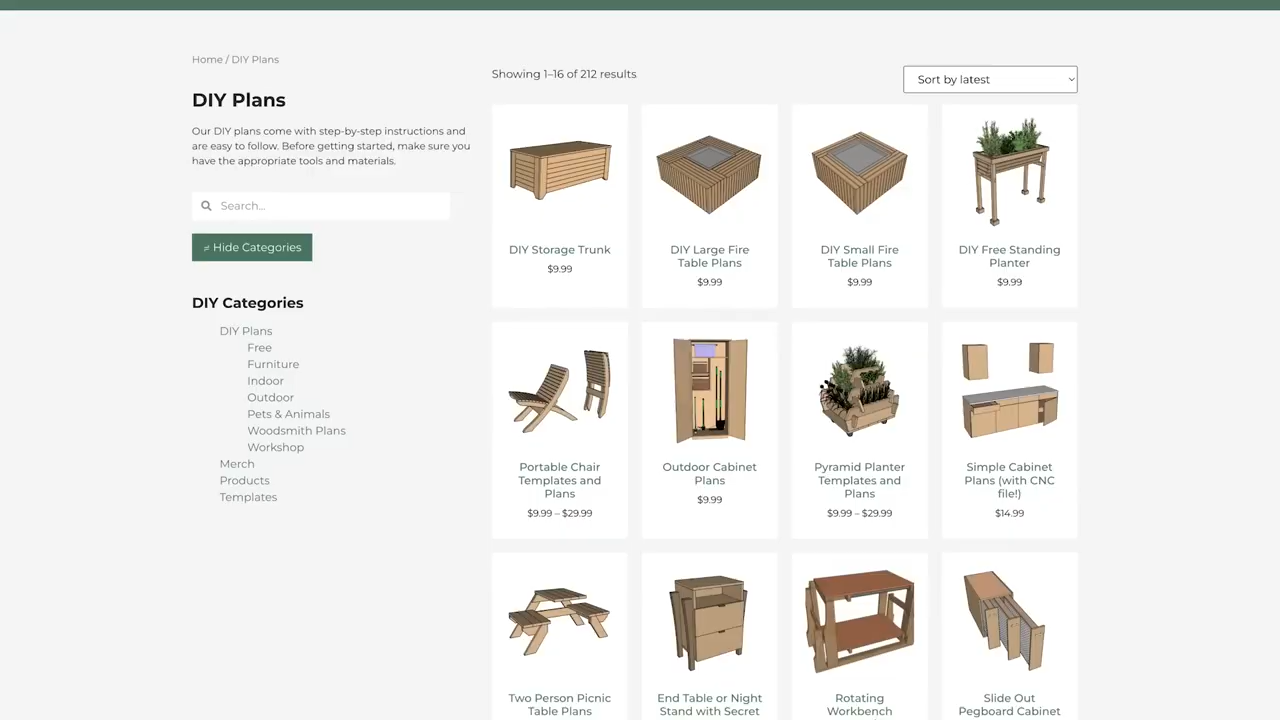 Home / DIY Plans
DIY Plans
Our DIY plans come with step-by-step instructions and
are easy to follow. Before getting started, make sure you
have the appropriate tools and materials.
Search...
Hide Categories
DIY Categories
DIY Plans
Free
Furniture
Indoor
Outdoor
Pets & Animals
Woodsmith Plans
Workshop
Merch
Products
Templates
Showing 1–16 of 212 results
Sort by latest
DIY Storage Trunk
$9.99
DIY Large Fire
Table Plans
$9.99
DIY Small Fire
Table Plans
$9.99
DIY Free Standing
Planter
$9.99
Portable Chair
Templates and
Plans
$9.99 – $29.99
Outdoor Cabinet
Plans
$9.99
Pyramid Planter
Templates and
Plans
$9.99 – $29.99
Simple Cabinet
Plans (with CNC
file!)
$14.99
Two Person Picnic
Table Plans
End Table or Night
Stand with Secret
Rotating
Workbench
Slide Out
Pegboard Cabinet